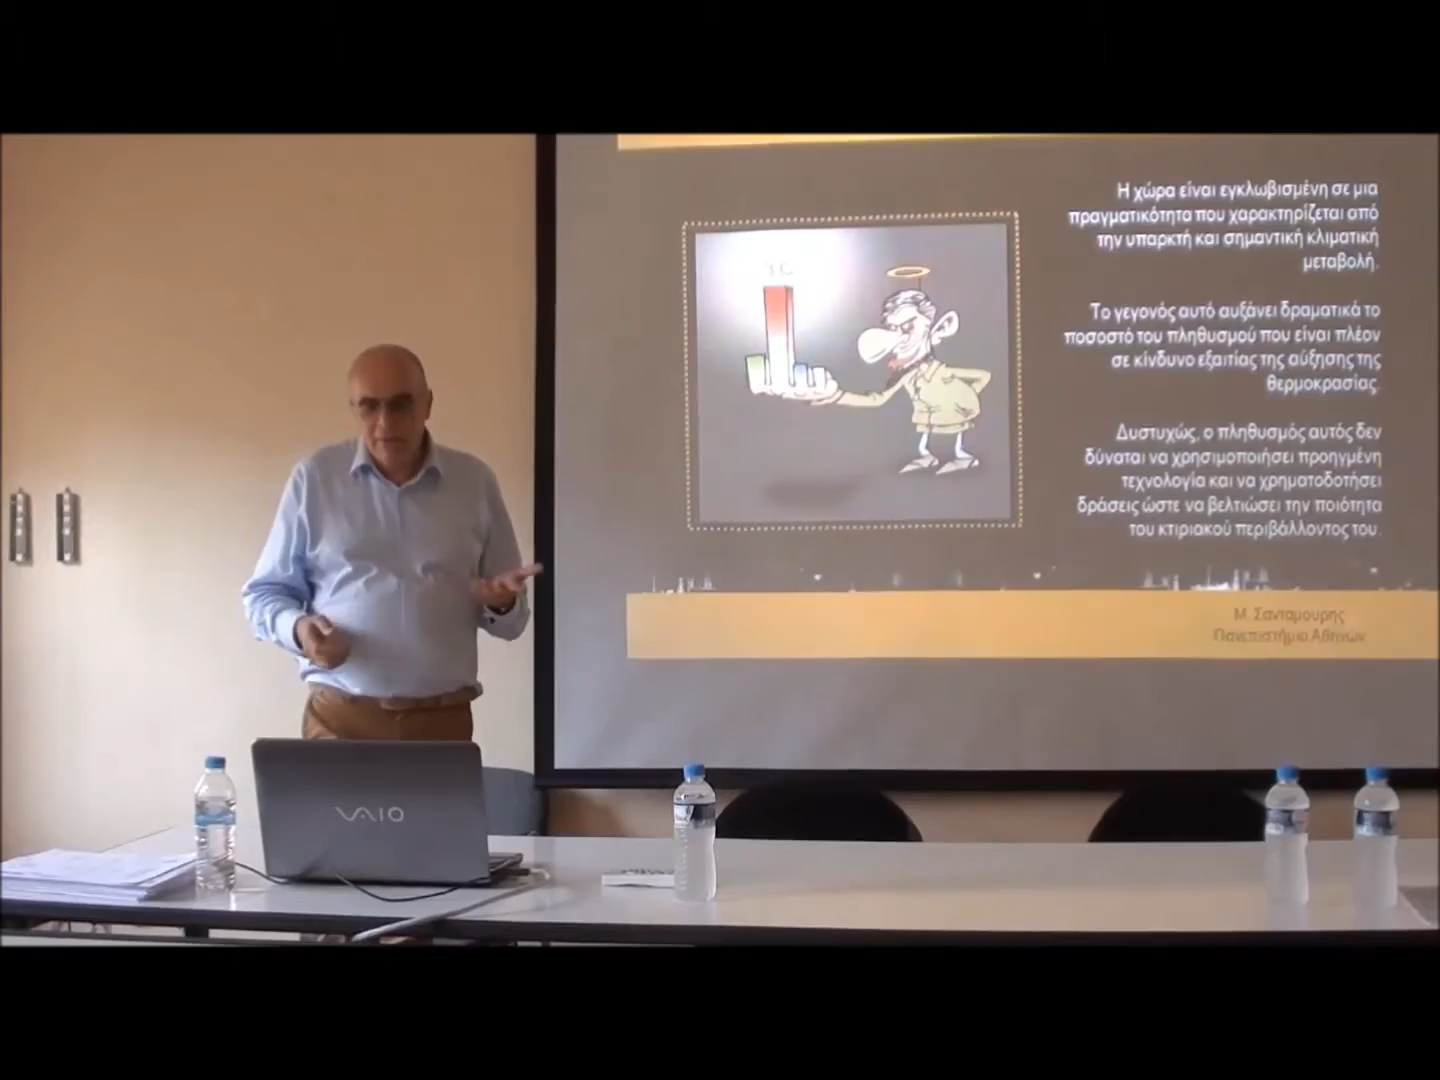 Η χώρα είναι εγκλωβισμένη σε μια
πραγματικότητα που χαρακτηρίζεται από
την υπαρκτή και σημαντική κλιματική
μεταβολή.
Το γεγονός αυτό αυξάνει δραματικά το
ποσοστό του πληθυσμού που είναι πλέον
σε κίνδυνο εξαιτίας της αύξησης της
θερμοκρασίας.
Δυστυχώς, ο πληθυσμός αυτός δεν
δύναται να χρησιμοποιήσει προηγμένη
τεχνολογία και να χρηματοδοτήσει
δράσεις ώστε να βελτιώσει την ποιότητα
του κτιριακού περιβάλλοντος του.
Μ. Σανταμουρης
Πανεπιστήμιο Αθηνών
VAIO